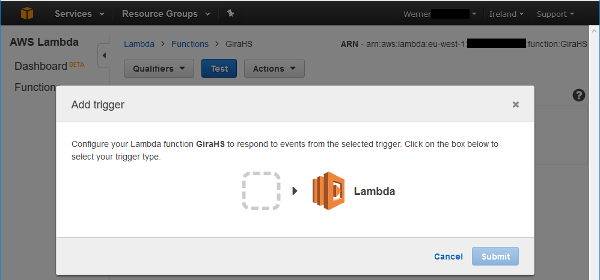 Services Resource Groups Werner Ireland Support
AWS Lambda
Lambda Functions GiraHS ARN - arn:aws:lambda:eu-west-1 :function:GiraHS
Dashboard BETA
Qualifiers Test Actions
Function
Add trigger ×
Configure your Lambda function GiraHS to respond to events from the selected trigger. Click on the box below to
select your trigger type.
Lambda
Cancel Submit